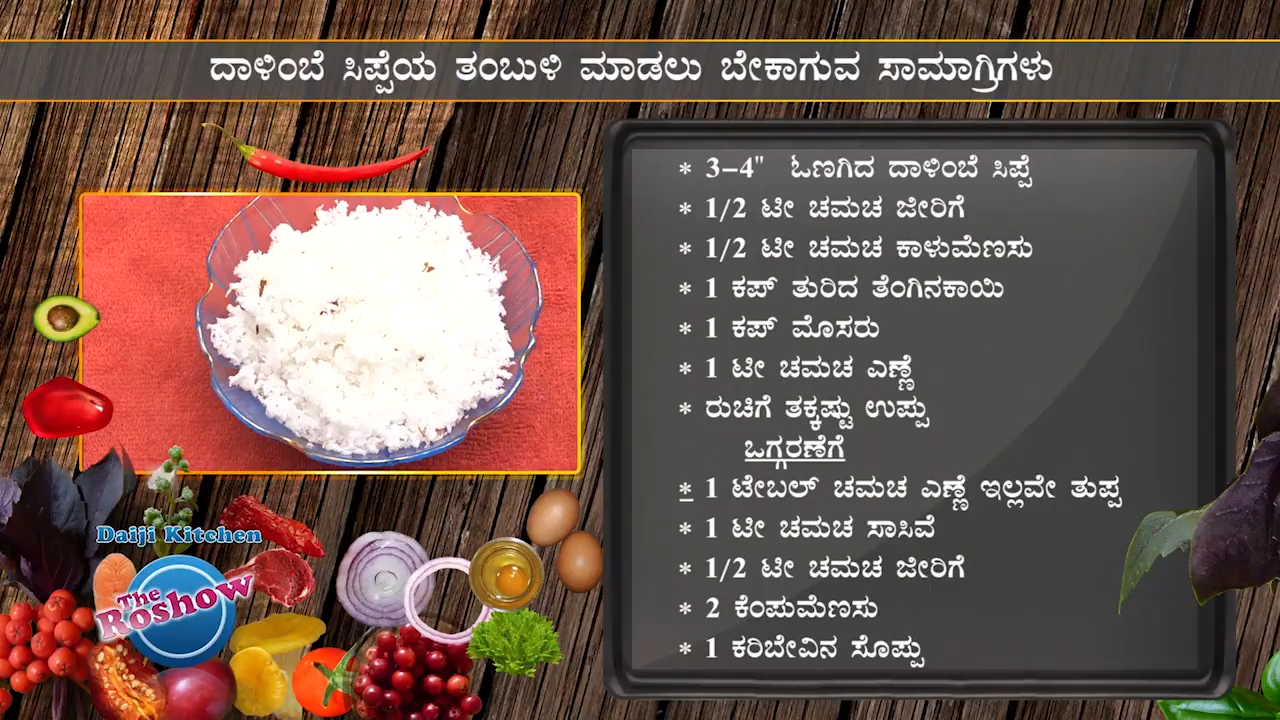 ದಾಳಿಂಬೆ ಸಿಪ್ಪೆಯ ತಂಬುಳಿ ಮಾಡಲು ಬೇಕಾಗುವ ಸಾಮಾಗ್ರಿಗಳು
* 3-4" ಓಣಗಿದ ದಾಳಿಂಬೆ ಸಿಪ್ಪೆ
* 1/2 ಟೀ ಚಮಚ ಜೀರಿಗೆ
* 1/2 ಟೀ ಚಮಚ ಕಾಳುಮೆಣಸು
* 1 ಕಪ್ ತುರಿದ ತೆಂಗಿನಕಾಯಿ
* 1 ಕಪ್ ಮೊಸರು
* 1 ಟೀ ಚಮಚ ಎಣ್ಣೆ
* ರುಚಿಗೆ ತಕ್ಕಷ್ಟು ಉಪ್ಪು
ಒಗ್ಗರಣೆಗೆ
* 1 ಟೇಬಲ್ ಚಮಚ ಎಣ್ಣೆ ಇಲ್ಲವೇ ತುಪ್ಪ
* 1 ಟೀ ಚಮಚ ಸಾಸಿವೆ
* 1/2 ಟೀ ಚಮಚ ಜೀರಿಗೆ
* 2 ಕೆಂಪುಮೆಣಸು
* 1 ಕರಿಬೇವಿನ ಸೊಪ್ಪು
Daiji Kitchen
The
Roshow